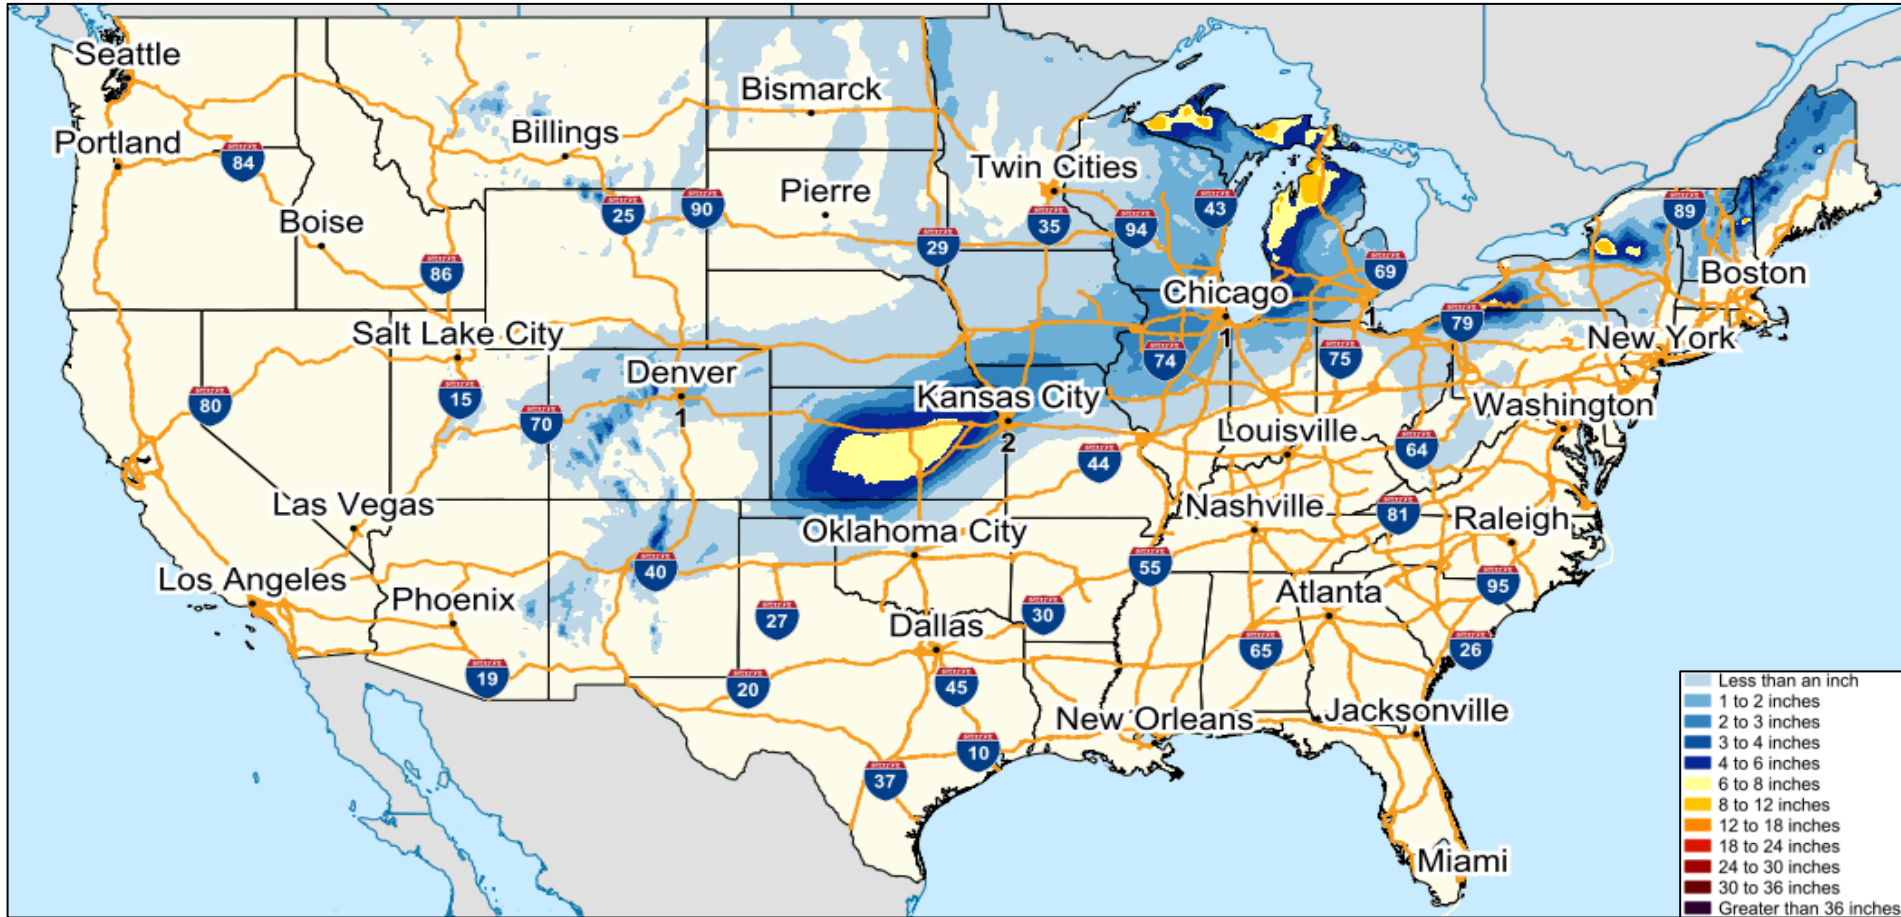 Seattle
Bismarck
Billings
Portland
84
Twin Cities
Pierre
25
90
43
89
Boise
35
94
29
86
69
Boston
Chicago
1
79
Salt Lake City
1
New York
Denver
74
75
80
15
Kansas City
1
70
Washington
Louisville
2
44
64
Las Vegas
Nashville
81
Raleigh
Oklahoma City
40
55
Los Angeles
Phoenix
95
Atlanta
27
30
Dallas
65
26
19
20
45
New Orleans
Jacksonville
10
37
Miami
Less than an inch
1 to 2 inches
2 to 3 inches
3 to 4 inches
4 to 6 inches
6 to 8 inches
8 to 12 inches
12 to 18 inches
18 to 24 inches
24 to 30 inches
30 to 36 inches
Greater than 36 inches